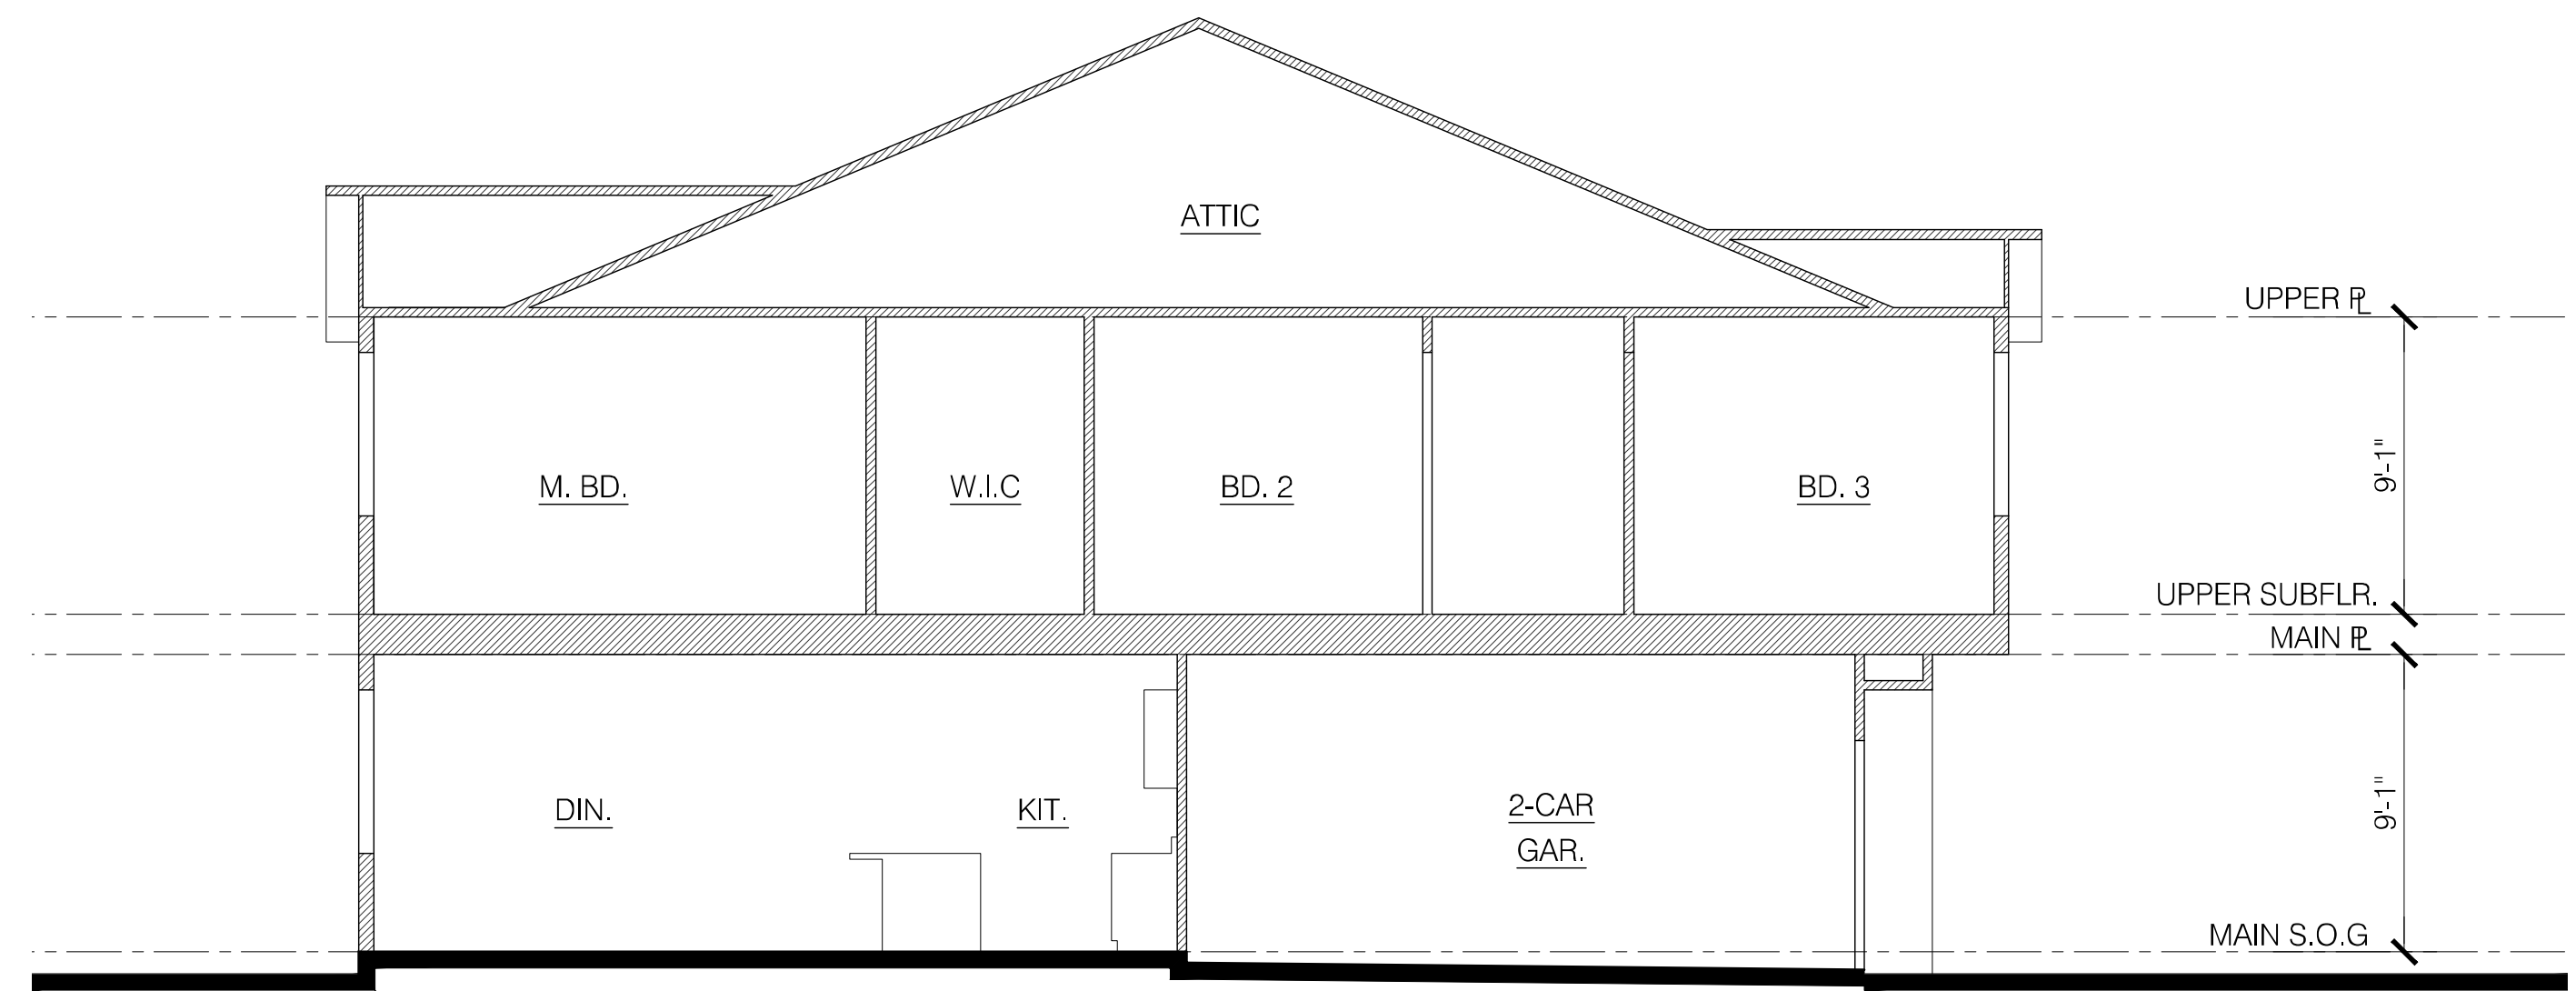 ATTIC
UPPER PL
M. BD.
W.I.C
BD. 2
BD. 3
9'-1"
UPPER SUBFLR.
MAIN PL
DIN.
KIT.
2-CAR
GAR.
9'-1"
MAIN S.O.G